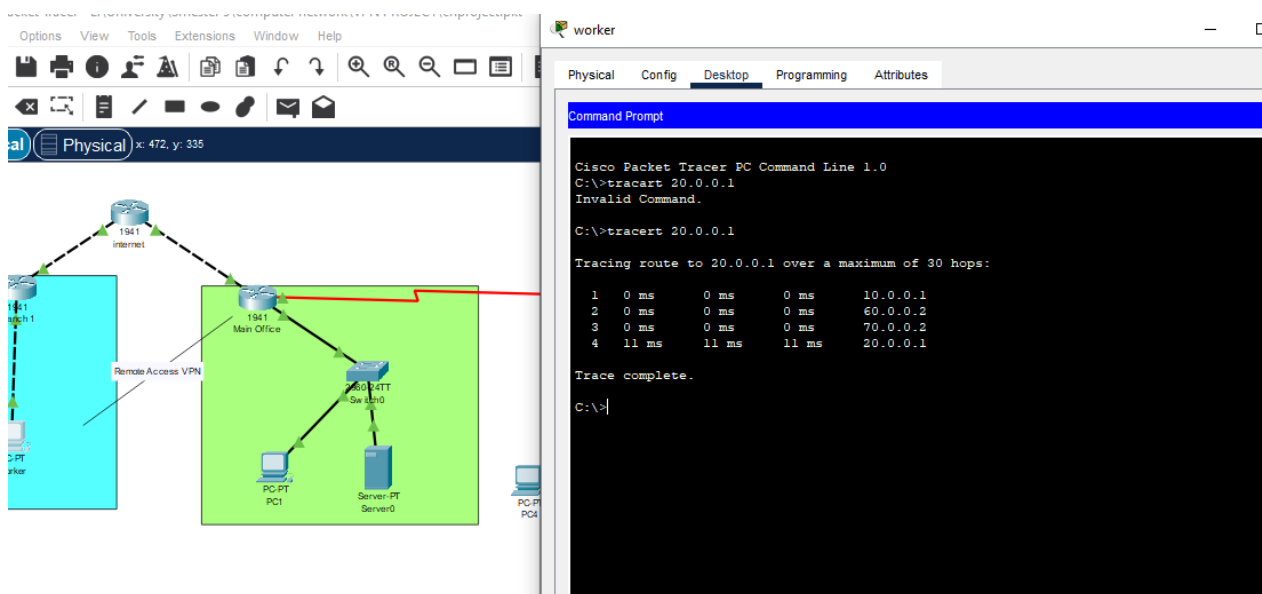 Options View Tools Extensions Window Help
Physical x: 472, y: 335
1941
internet
1941
Main Office
Remote Access VPN
Switch0
PC-PT
PC1
Server-PT
Server0
PC4
worker
Physical Config Desktop Programming Attributes
Command Prompt
Cisco Packet Tracer PC Command Line 1.0
C:\>tracart 20.0.0.1
Invalid Command.
C:\>tracert 20.0.0.1
Tracing route to 20.0.0.1 over a maximum of 30 hops:
1 0 ms 0 ms 0 ms 10.0.0.1
2 0 ms 0 ms 0 ms 60.0.0.2
3 0 ms 0 ms 0 ms 70.0.0.2
4 11 ms 11 ms 11 ms 20.0.0.1
Trace complete.
C:\>